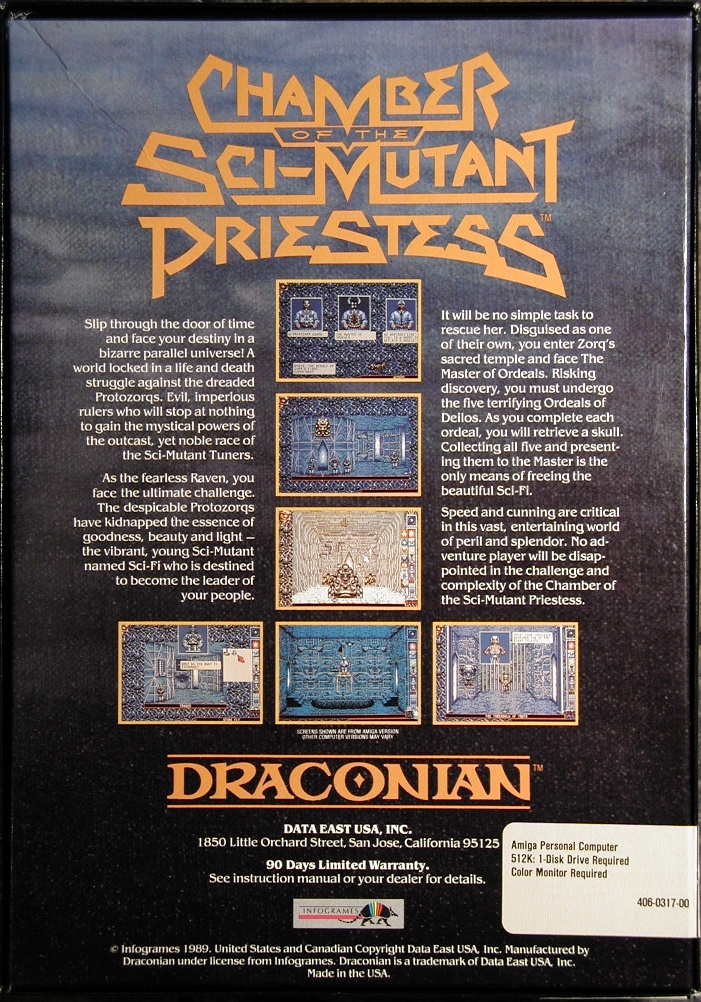 CHAMBER
OF THE
SCI-MUTANT
PRIESTESS™
Slip through the door of time
and face your destiny in a
bizarre parallel universe! A
world locked in a life and death
struggle against the dreaded
Protozorqs. Evil, imperious
rulers who will stop at nothing
to gain the mystical powers of
the outcast, yet noble race of
the Sci-Mutant Tuners.
As the fearless Raven, you
face the ultimate challenge.
The despicable Protozorqs
have kidnapped the essence of
goodness, beauty and light —
the vibrant, young Sci-Mutant
named Sci-Fi who is destined
to become the leader of
your people.
It will be no simple task to
rescue her. Disguised as one
of their own, you enter Zorq's
sacred temple and face The
Master of Ordeals. Risking
discovery, you must undergo
the five terrifying Ordeals of
Deilos. As you complete each
ordeal, you will retrieve a skull.
Collecting all five and present-
ing them to the Master is the
only means of freeing the
beautiful Sci-Fi.
Speed and cunning are critical
in this vast, entertaining world
of peril and splendor. No ad-
venture player will be disap-
pointed in the challenge and
complexity of the Chamber of
the Sci-Mutant Priestess.
SCREENS SHOWN ARE FROM AMIGA VERSION
OTHER COMPUTER VERSIONS MAY VARY
DRACONIAN™
DATA EAST USA, INC.
1850 Little Orchard Street, San Jose, California 95125
90 Days Limited Warranty.
See instruction manual or your dealer for details.
Amiga Personal Computer
512K: 1-Disk Drive Required
Color Monitor Required
406-0317-00
INFOGRAMES
© Infogrames 1989. United States and Canadian Copyright Data East USA, Inc. Manufactured by
Draconian under license from Infogrames. Draconian is a trademark of Data East USA, Inc.
Made in the USA.